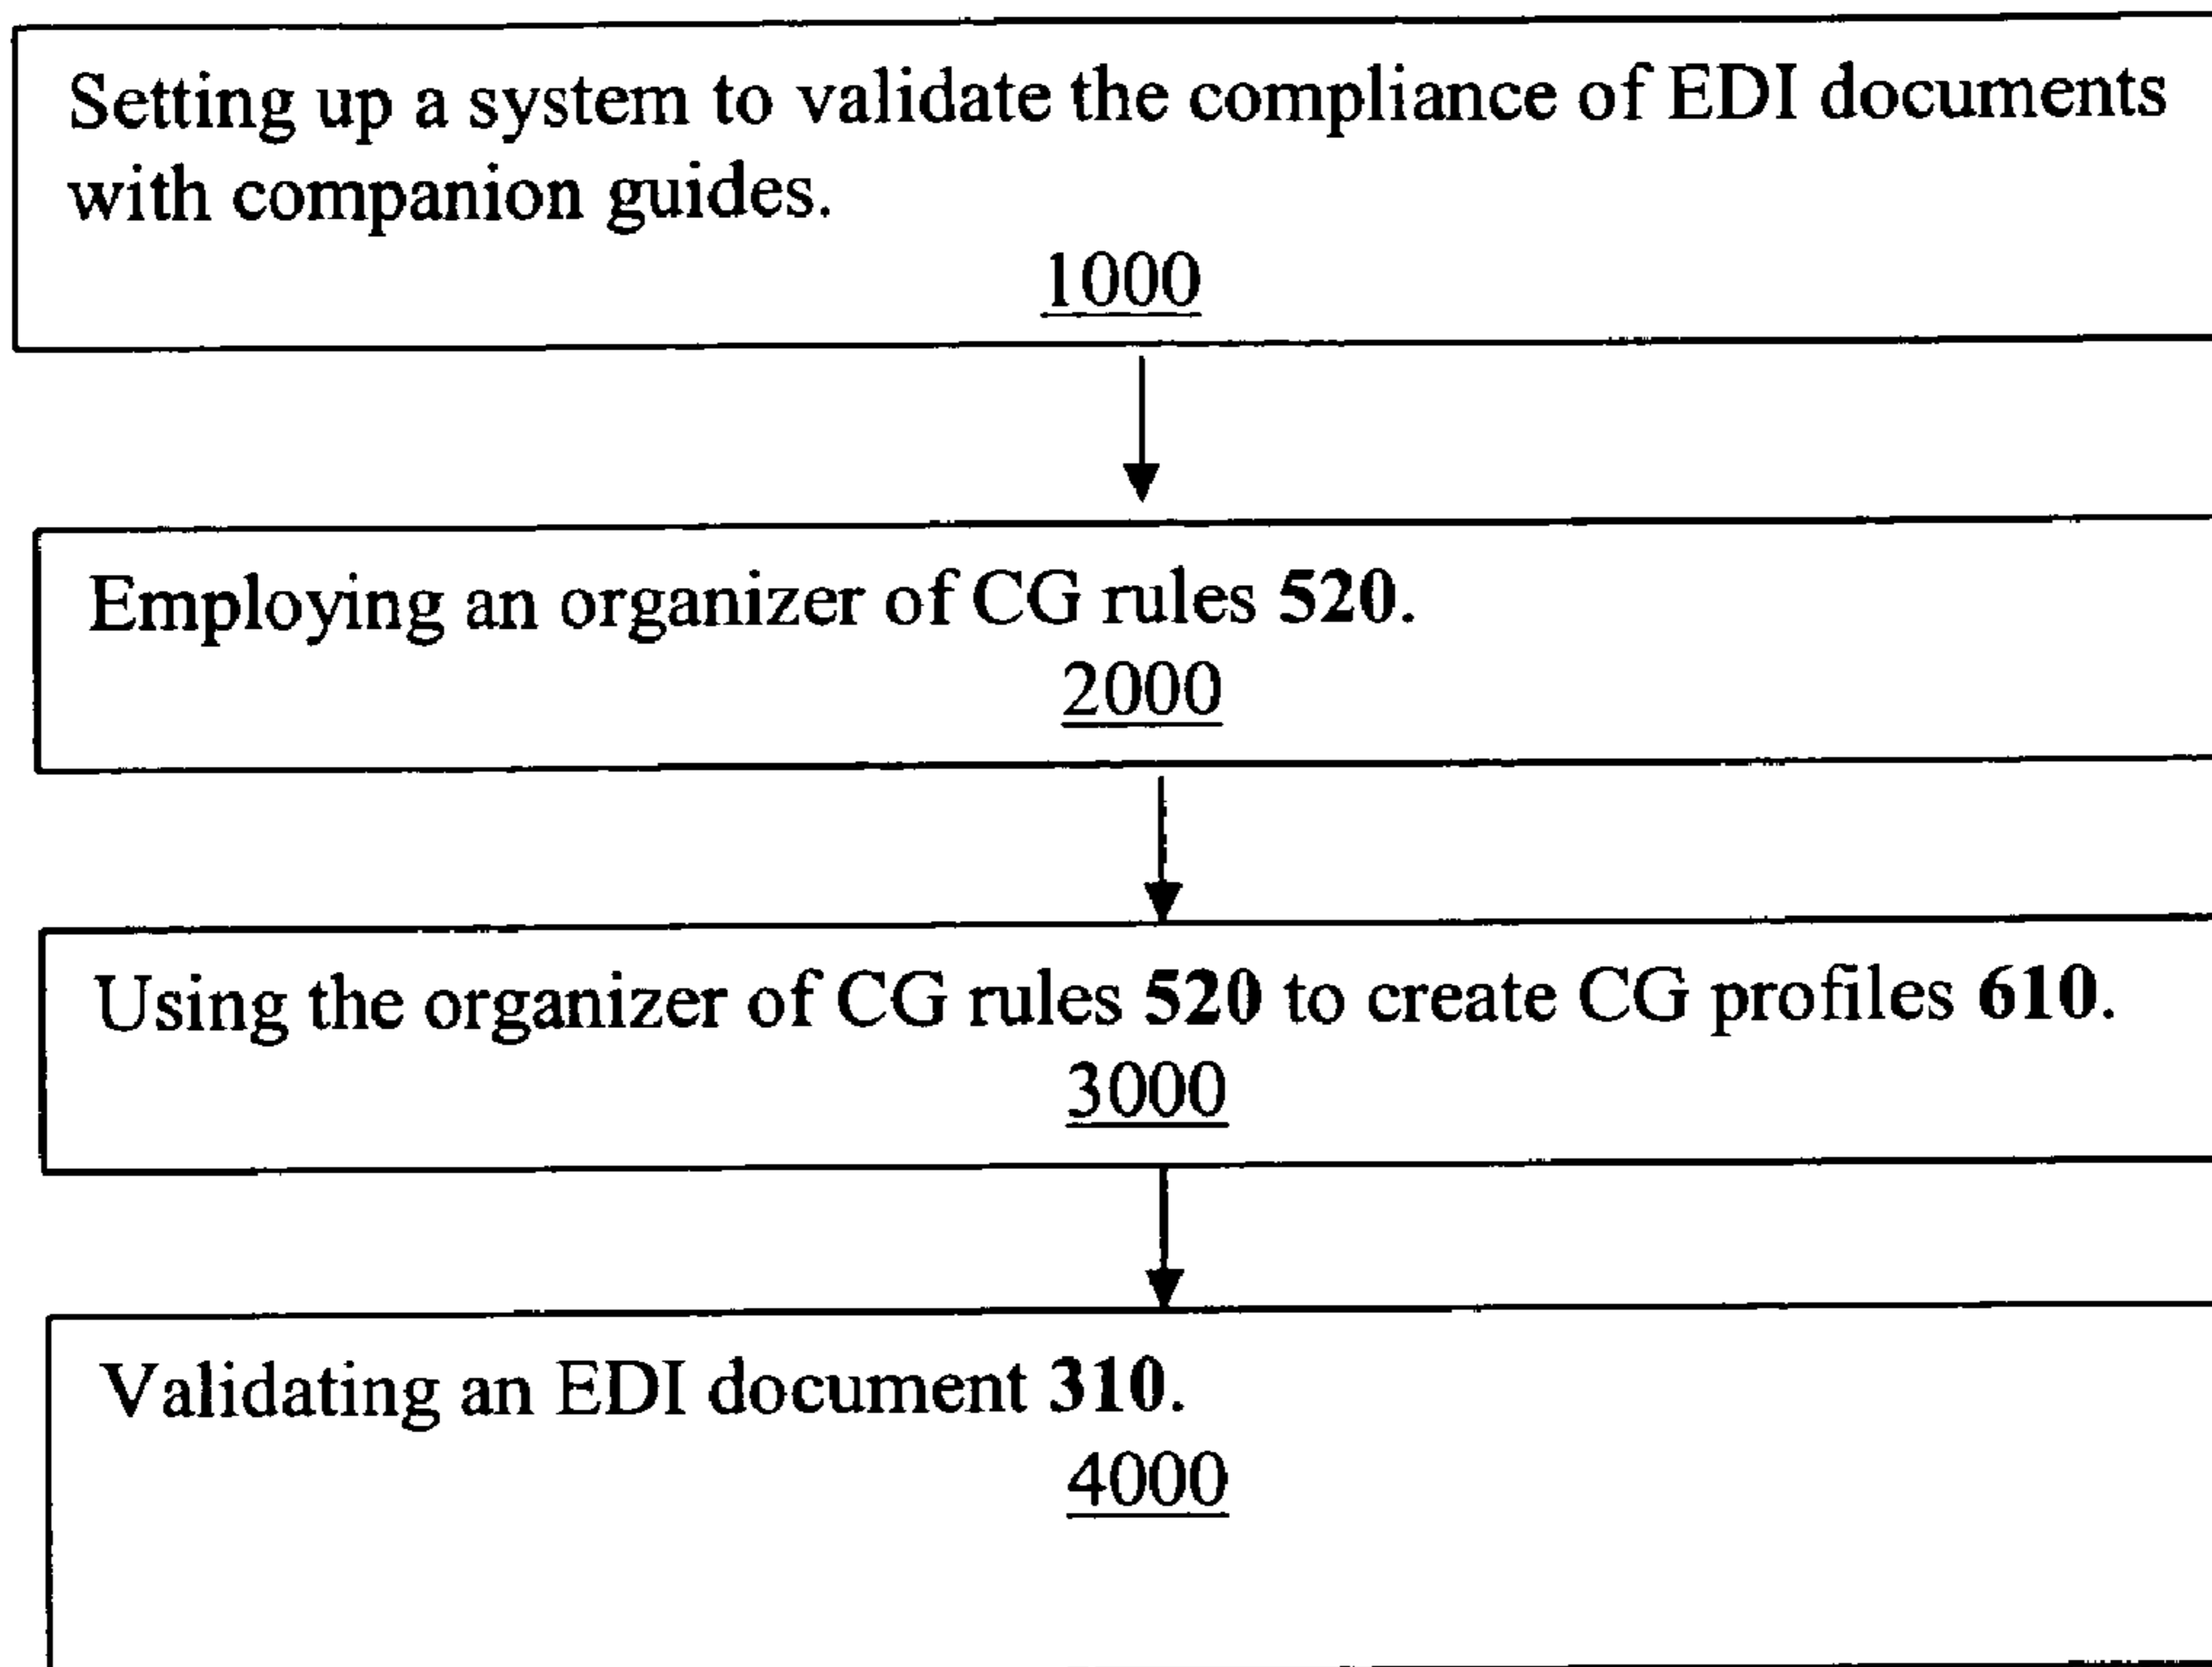 Setting up a system to validate the compliance of EDI documents
with companion guides.
1000
Employing an organizer of CG rules 520.
2000
Using the organizer of CG rules 520 to create CG profiles 610.
3000
Validating an EDI document 310.
4000